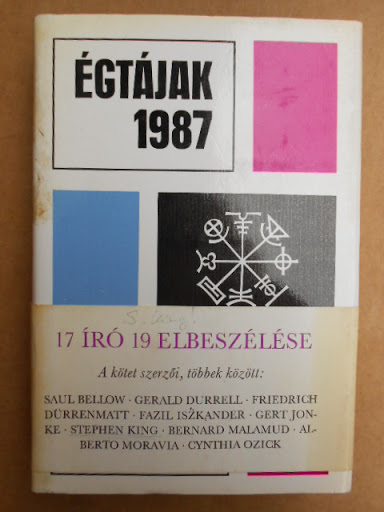 ÉGTÁJAK
1987
S. King!
17 ÍRÓ 19 ELBESZÉLÉSE
A kötet szerzői, többek között:
SAUL BELLOW · GERALD DURRELL · FRIEDRICH
DÜRRENMATT · FAZIL ISZKANDER · GERT JON-
KE · STEPHEN KING · BERNARD MALAMUD · AL-
BERTO MORAVIA · CYNTHIA OZICK